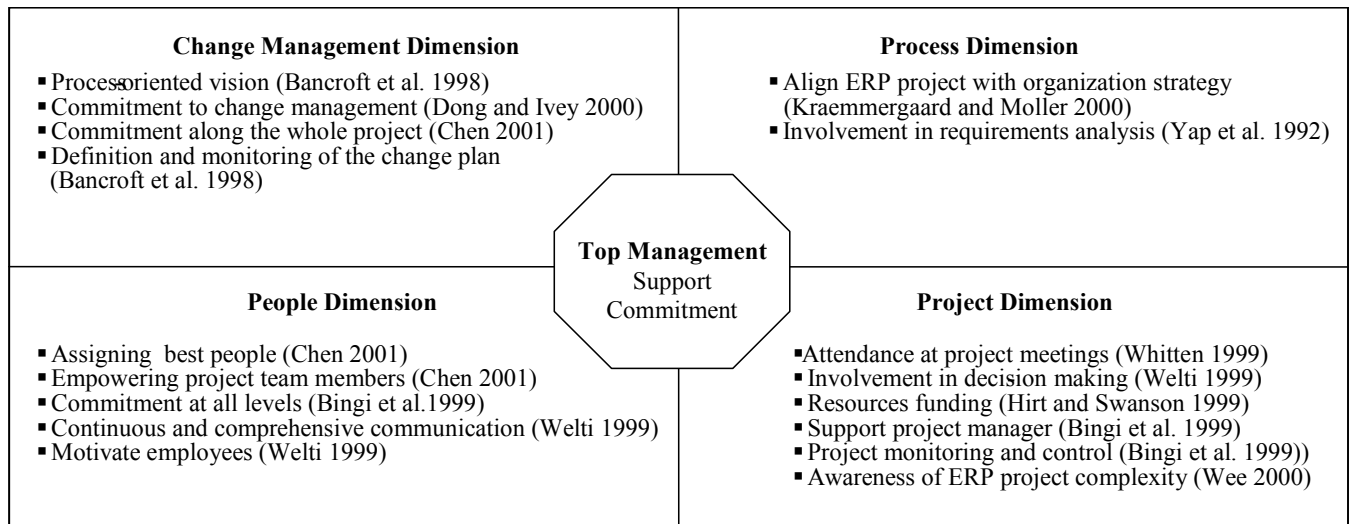 Change Management Dimension
▪ Process-oriented vision (Bancroft et al. 1998)
▪ Commitment to change management (Dong and Ivey 2000)
▪ Commitment along the whole project (Chen 2001)
▪ Definition and monitoring of the change plan
(Bancroft et al. 1998)
Process Dimension
▪ Align ERP project with organization strategy
(Kraemmergaard and Moller 2000)
▪ Involvement in requirements analysis (Yap et al. 1992)
Top Management
Support
Commitment
People Dimension
▪ Assigning best people (Chen 2001)
▪ Empowering project team members (Chen 2001)
▪ Commitment at all levels (Bingi et al.1999)
▪ Continuous and comprehensive communication (Welti 1999)
▪ Motivate employees (Welti 1999)
Project Dimension
▪ Attendance at project meetings (Whitten 1999)
▪ Involvement in decision making (Welti 1999)
▪ Resources funding (Hirt and Swanson 1999)
▪ Support project manager (Bingi et al. 1999)
▪ Project monitoring and control (Bingi et al. 1999))
▪ Awareness of ERP project complexity (Wee 2000)